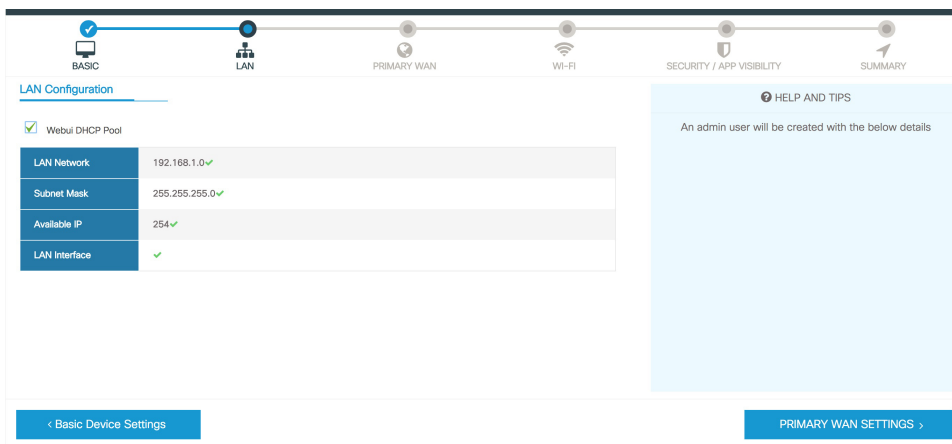 BASIC
LAN
PRIMARY WAN
WI-FI
SECURITY / APP VISIBILITY
SUMMARY
LAN Configuration
Webui DHCP Pool
LAN Network 192.168.1.0
Subnet Mask 255.255.255.0
Available IP 254
LAN Interface
HELP AND TIPS
An admin user will be created with the below details
< Basic Device Settings
PRIMARY WAN SETTINGS >